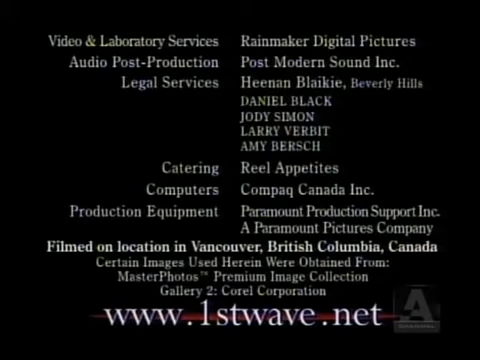 Video & Laboratory Services Rainmaker Digital Pictures
Audio Post-Production Post Modern Sound Inc.
Legal Services Heenan Blaikie, Beverly Hills
DANIEL BLACK
JODY SIMON
LARRY VERBIT
AMY BERSCH
Catering Reel Appetites
Computers Compaq Canada Inc.
Production Equipment Paramount Production Support Inc.
A Paramount Pictures Company
Filmed on location in Vancouver, British Columbia, Canada
Certain Images Used Herein Were Obtained From:
MasterPhotos™ Premium Image Collection
Gallery 2: Corel Corporation
www.1stwave.net
A
CHANNEL